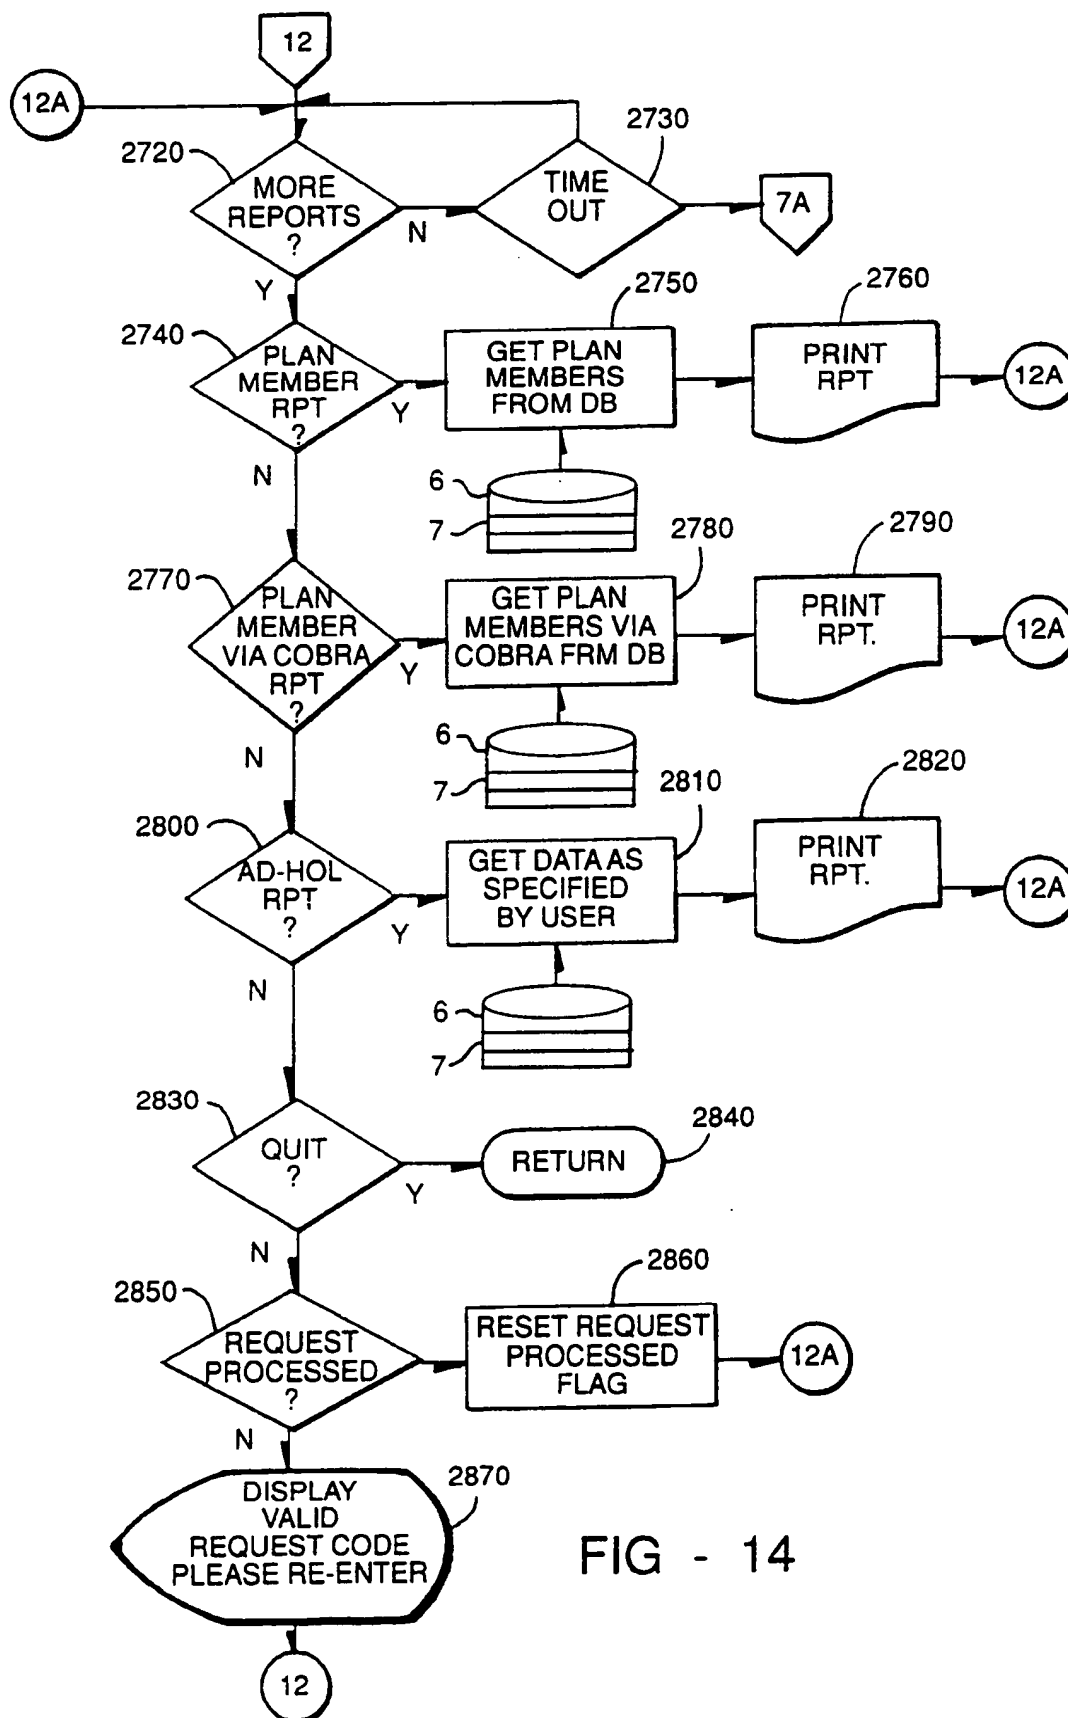 12
12A
2720
MORE
REPORTS
?
N
Y
2730
TIME
OUT
7A
2740
PLAN
MEMBER
RPT
?
Y
N
2750
GET PLAN
MEMBERS
FROM DB
2760
PRINT
RPT
12A
6
7
2770
PLAN
MEMBER
VIA COBRA
RPT
?
Y
N
2780
GET PLAN
MEMBERS VIA
COBRA FRM DB
2790
PRINT
RPT.
12A
6
7
2800
AD-HOL
RPT
?
Y
N
2810
GET DATA AS
SPECIFIED
BY USER
2820
PRINT
RPT.
12A
6
7
2830
QUIT
?
Y
N
2840
RETURN
2850
REQUEST
PROCESSED
?
N
2860
RESET REQUEST
PROCESSED
FLAG
12A
2870
DISPLAY
VALID
REQUEST CODE
PLEASE RE-ENTER
12
FIG - 14